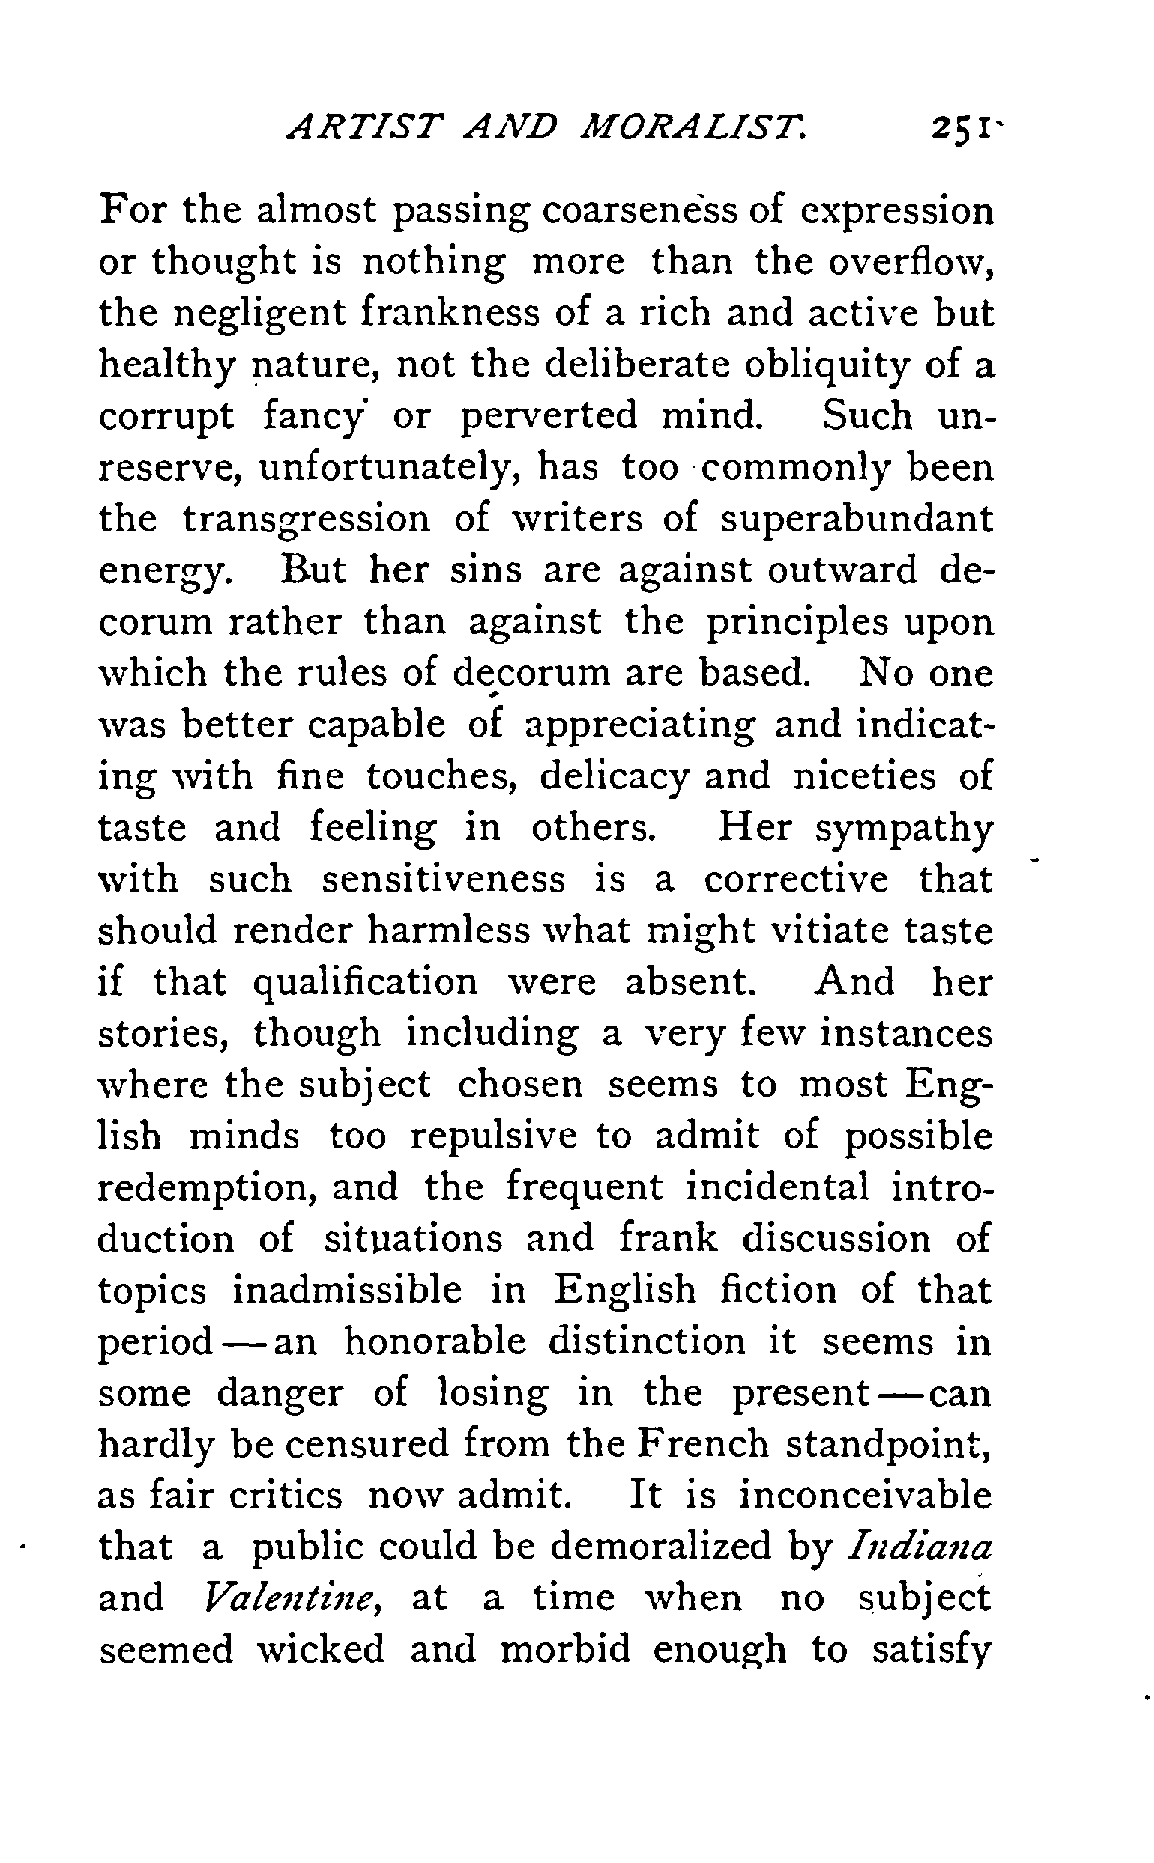 ARTIST AND MORALIST. 251
For the almost passing coarseness of expression
or thought is nothing more than the overflow,
the negligent frankness of a rich and active but
healthy nature, not the deliberate obliquity of a
corrupt fancy or perverted mind. Such un-
reserve, unfortunately, has too commonly been
the transgression of writers of superabundant
energy. But her sins are against outward de-
corum rather than against the principles upon
which the rules of decorum are based. No one
was better capable of appreciating and indicat-
ing with fine touches, delicacy and niceties of
taste and feeling in others. Her sympathy
with such sensitiveness is a corrective that
should render harmless what might vitiate taste
if that qualification were absent. And her
stories, though including a very few instances
where the subject chosen seems to most Eng-
lish minds too repulsive to admit of possible
redemption, and the frequent incidental intro-
duction of situations and frank discussion of
topics inadmissible in English fiction of that
period — an honorable distinction it seems in
some danger of losing in the present — can
hardly be censured from the French standpoint,
as fair critics now admit. It is inconceivable
that a public could be demoralized by Indiana
and Valentine, at a time when no subject
seemed wicked and morbid enough to satisfy